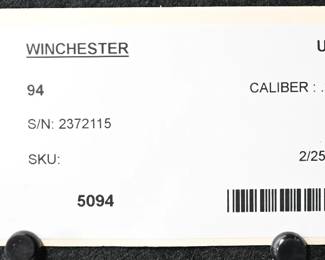 WINCHESTER U
94 CALIBER : .
S/N: 2372115
SKU: 2/25
5094